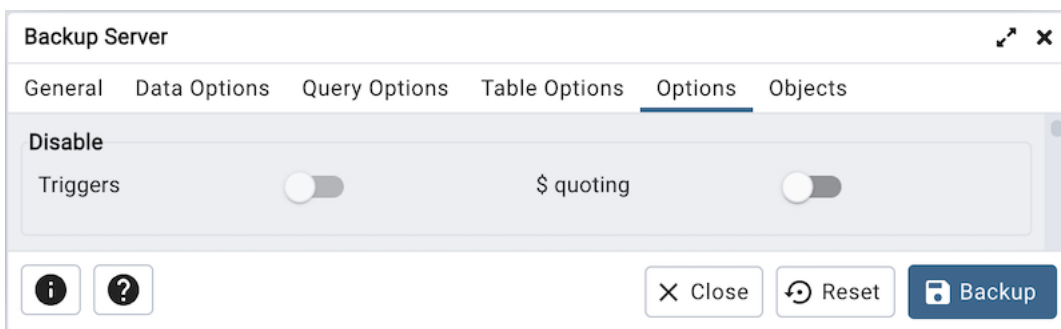 Backup Server
General Data Options Query Options Table Options Options Objects
Disable
Triggers $ quoting
Close Reset Backup